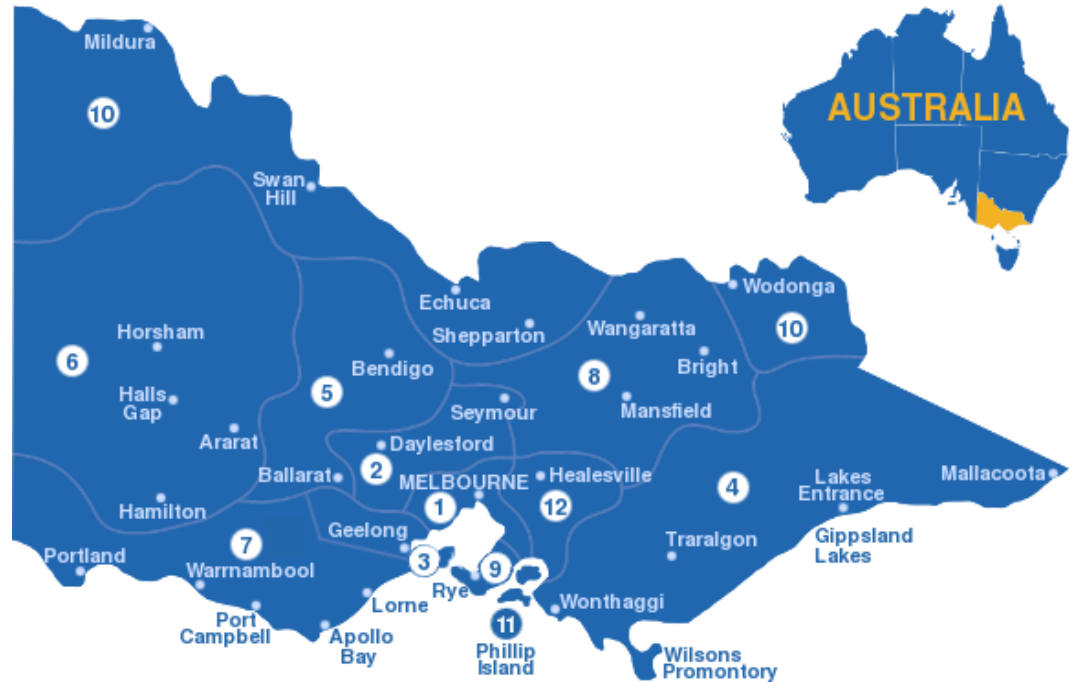 Mildura
AUSTRALIA
10
Swan
Hill
Echuca
Wodonga
Shepparton
Wangaratta
10
Horsham
6
Bendigo
8
Bright
Halls
Gap
5
Seymour
Mansfield
Ararat
Daylesford
2
Ballarat
MELBOURNE
Healesville
4
Lakes
Entrance
Mallacoota
Hamilton
1
12
Geelong
Gippsland
Lakes
7
Traralgon
Portland
3
9
Warrnambool
Rye
Lorne
Wonthaggi
Port
Campbell
11
Apollo
Bay
Phillip
Island
Wilsons
Promontory